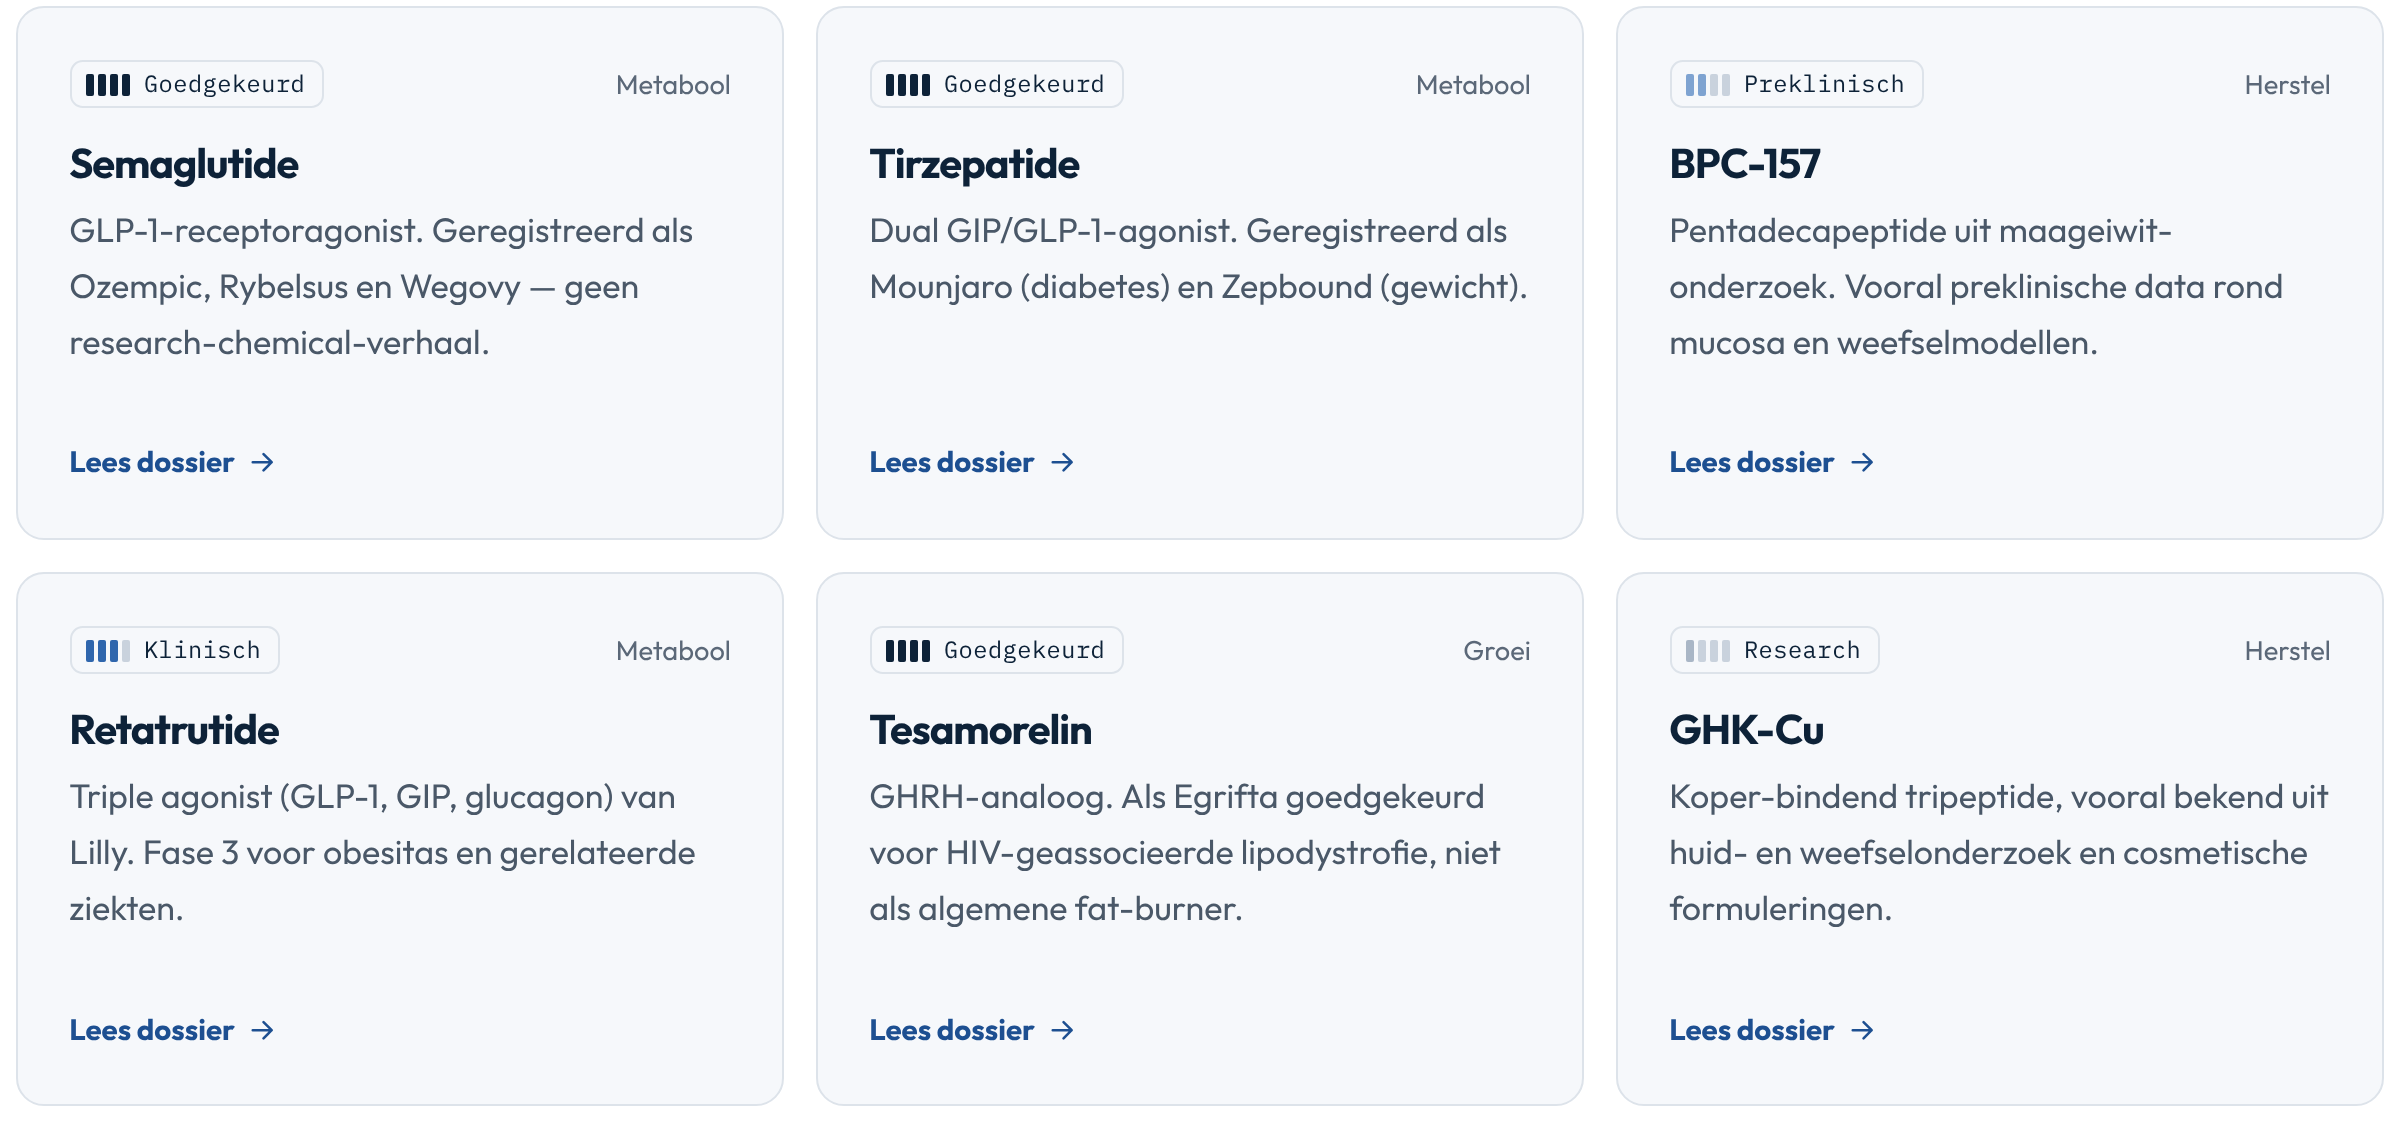 Goedgekeurd
Metabool
Semaglutide
GLP-1-receptoragonist. Geregistreerd als
Ozempic, Rybelsus en Wegovy — geen
research-chemical-verhaal.
Lees dossier →
Goedgekeurd
Metabool
Tirzepatide
Dual GIP/GLP-1-agonist. Geregistreerd als
Mounjaro (diabetes) en Zepbound (gewicht).
Lees dossier →
Preklinisch
Herstel
BPC-157
Pentadecapeptide uit maageiwit-
onderzoek. Vooral preklinische data rond
mucosa en weefselmodellen.
Lees dossier →
Klinisch
Metabool
Retatrutide
Triple agonist (GLP-1, GIP, glucagon) van
Lilly. Fase 3 voor obesitas en gerelateerde
ziekten.
Lees dossier →
Goedgekeurd
Groei
Tesamorelin
GHRH-analoog. Als Egrifta goedgekeurd
voor HIV-geassocieerde lipodystrofie, niet
als algemene fat-burner.
Lees dossier →
Research
Herstel
GHK-Cu
Koper-bindend tripeptide, vooral bekend uit
huid- en weefselonderzoek en cosmetische
formuleringen.
Lees dossier →